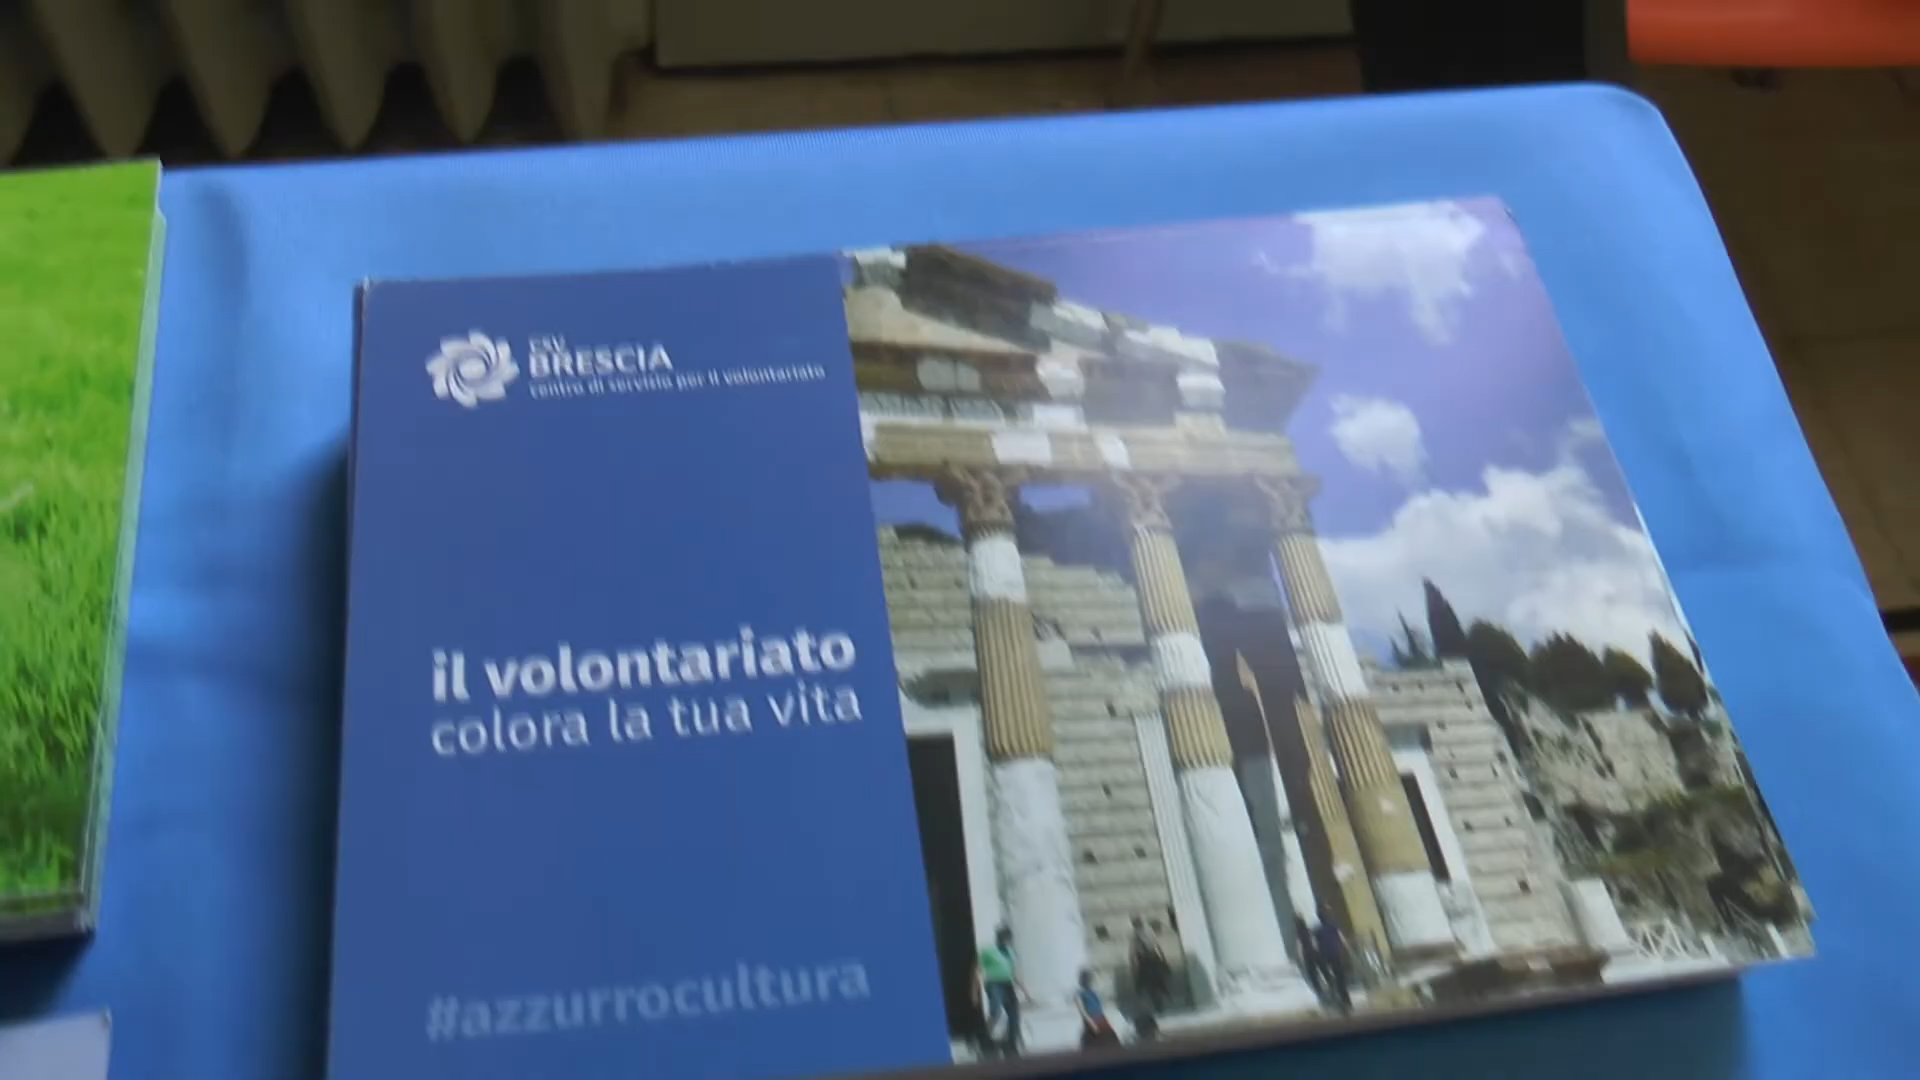 CSV
BRESCIA
centro di servizio per il volontariato
il volontariato
colora la tua vita
#azzurrocultura